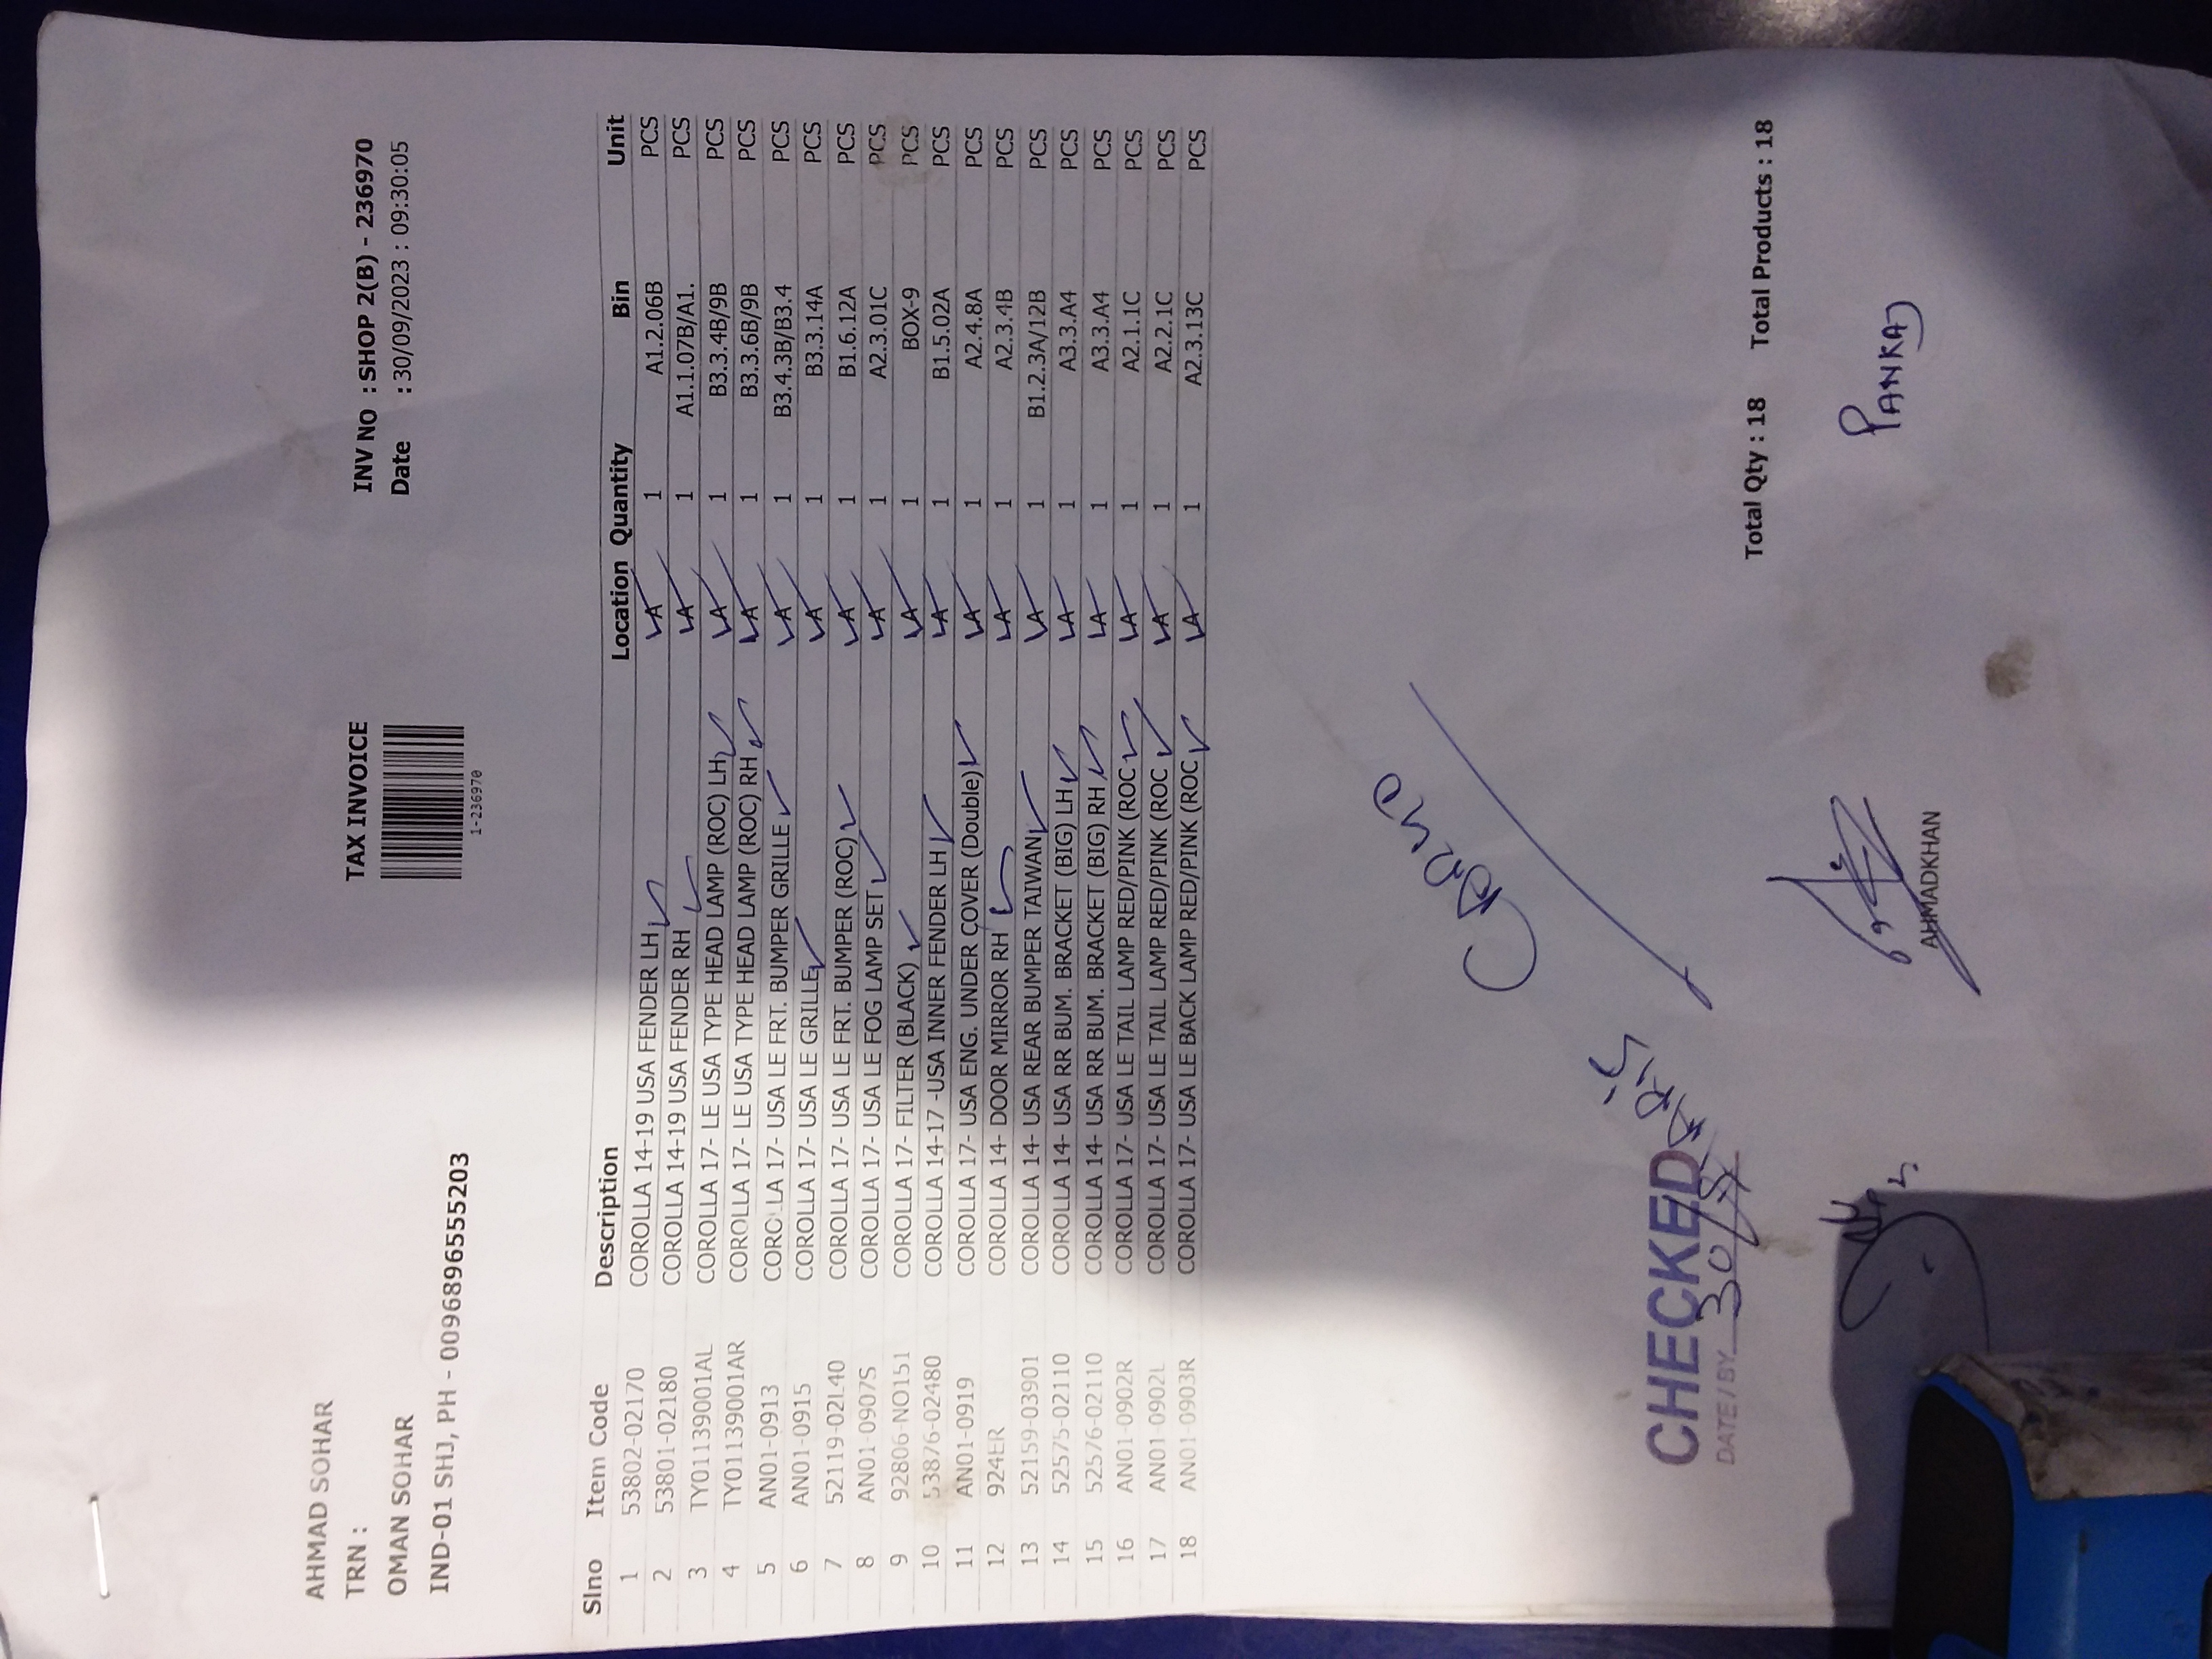 AHMAD SOHAR
TRN :
OMAN SOHAR
IND-01 SHJ, PH - 0096896555203
TAX INVOICE
1-236970
INV NO : SHOP 2(B) - 236970
Date : 30/09/2023 : 09:30:05
Slno Item Code Description Location Quantity Bin Unit
1 53802-02170 COROLLA 14-19 USA FENDER LH LA 1 A1.2.06B PCS
2 53801-02180 COROLLA 14-19 USA FENDER RH LA 1 A1.1.07B/A1. PCS
3 TY01139001AL COROLLA 17- LE USA TYPE HEAD LAMP (ROC) LH LA 1 B3.3.4B/9B PCS
4 TY01139001AR COROLLA 17- LE USA TYPE HEAD LAMP (ROC) RH LA 1 B3.3.6B/9B PCS
5 AN01-0913 COROLLA 17- USA LE FRT. BUMPER GRILLE LA 1 B3.4.3B/B3.4 PCS
6 AN01-0915 COROLLA 17- USA LE GRILLE LA 1 B3.3.14A PCS
7 52119-02L40 COROLLA 17- USA LE FRT. BUMPER (ROC) LA 1 B1.6.12A PCS
8 AN01-0907S COROLLA 17- USA LE FOG LAMP SET LA 1 A2.3.01C PCS
9 92806-NO151 COROLLA 17- FILTER (BLACK) LA 1 BOX-9 PCS
10 53876-02480 COROLLA 14-17 -USA INNER FENDER LH LA 1 B1.5.02A PCS
11 AN01-0919 COROLLA 17- USA ENG. UNDER COVER (Double) LA 1 A2.4.8A PCS
12 924ER COROLLA 14- DOOR MIRROR RH LA 1 A2.3.4B PCS
13 52159-03901 COROLLA 14- USA REAR BUMPER TAIWAN LA 1 B1.2.3A/12B PCS
14 52575-02110 COROLLA 14- USA RR BUM. BRACKET (BIG) LH LA 1 A3.3.A4 PCS
15 52576-02110 COROLLA 14- USA RR BUM. BRACKET (BIG) RH LA 1 A3.3.A4 PCS
16 AN01-0902R COROLLA 17- USA LE TAIL LAMP RED/PINK (ROC LA 1 A2.1.1C PCS
17 AN01-0902L COROLLA 17- USA LE TAIL LAMP RED/PINK (ROC LA 1 A2.2.1C PCS
18 AN01-0903R COROLLA 17- USA LE BACK LAMP RED/PINK (ROC LA 1 A2.3.13C PCS
CHECKED
DATE/BY 30/9
Total Qty : 18 Total Products : 18
PANKAJ
AHMADKHAN